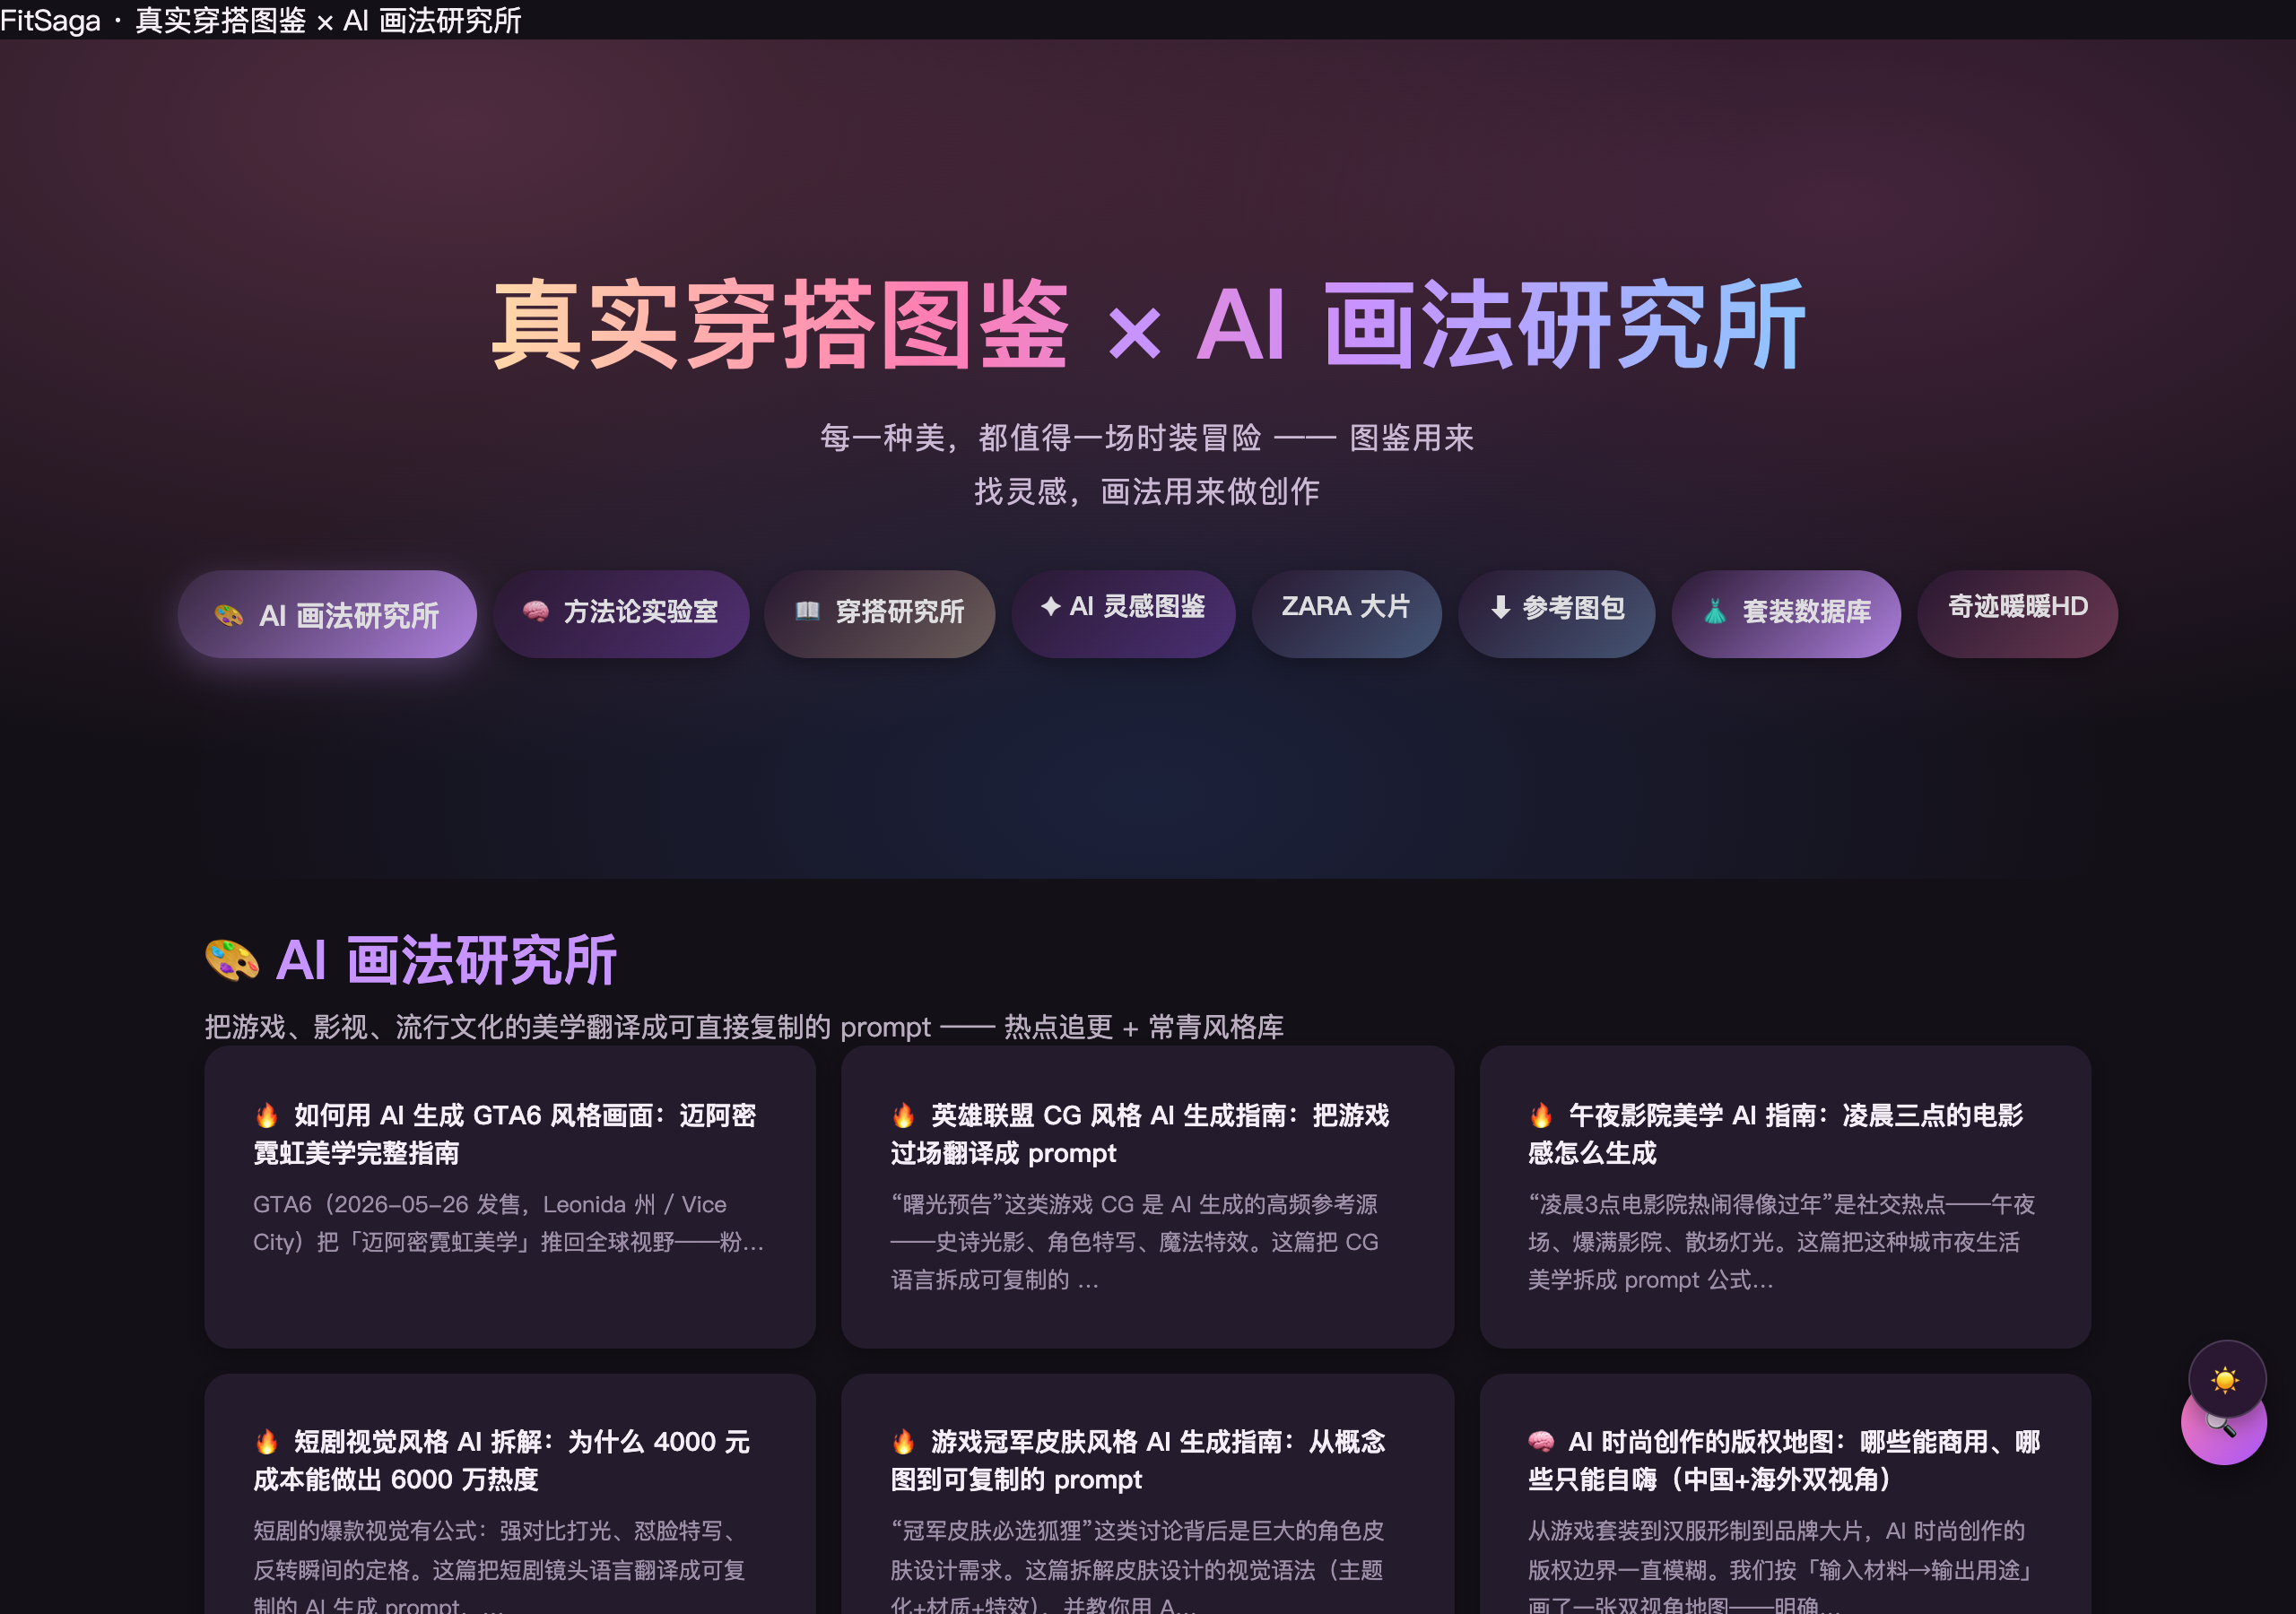 FitSaga · 真实穿搭图鉴 × AI 画法研究所
真实穿搭图鉴 × AI 画法研究所
每一种美，都值得一场时装冒险 —— 图鉴用来
找灵感，画法用来做创作
🎨 AI 画法研究所
🧠 方法论实验室
📖 穿搭研究所
✦ AI 灵感图鉴
ZARA 大片
⬇ 参考图包
👗 套装数据库
奇迹暖暖HD
🎨 AI 画法研究所
把游戏、影视、流行文化的美学翻译成可直接复制的 prompt —— 热点追更 + 常青风格库
🔥 如何用 AI 生成 GTA6 风格画面：迈阿密
霓虹美学完整指南
GTA6（2026-05-26 发售，Leonida 州 / Vice
City）把「迈阿密霓虹美学」推回全球视野——粉…
🔥 英雄联盟 CG 风格 AI 生成指南：把游戏
过场翻译成 prompt
“曙光预告”这类游戏 CG 是 AI 生成的高频参考源
——史诗光影、角色特写、魔法特效。这篇把 CG
语言拆成可复制的 …
🔥 午夜影院美学 AI 指南：凌晨三点的电影
感怎么生成
“凌晨3点电影院热闹得像过年”是社交热点——午夜
场、爆满影院、散场灯光。这篇把这种城市夜生活
美学拆成 prompt 公式…
🔥 短剧视觉风格 AI 拆解：为什么 4000 元
成本能做出 6000 万热度
短剧的爆款视觉有公式：强对比打光、怼脸特写、
反转瞬间的定格。这篇把短剧镜头语言翻译成可复
制的 AI 生成 prompt，…
🔥 游戏冠军皮肤风格 AI 生成指南：从概念
图到可复制的 prompt
“冠军皮肤必选狐狸”这类讨论背后是巨大的角色皮
肤设计需求。这篇拆解皮肤设计的视觉语法（主题
化+材质+特效），并教你用 A…
🧠 AI 时尚创作的版权地图：哪些能商用、哪
些只能自嗨（中国+海外双视角）
从游戏套装到汉服形制到品牌大片，AI 时尚创作的
版权边界一直模糊。我们按「输入材料→输出用途」
画了一张双视角地图——明确…